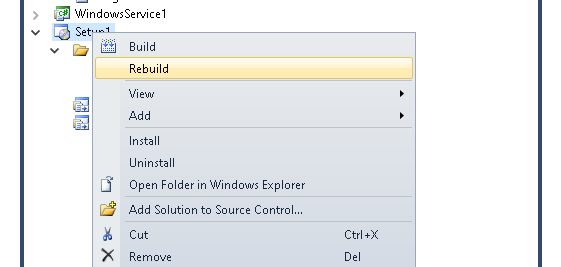 WindowsService1
Setup1
Build
Rebuild
View
Add
Install
Uninstall
Open Folder in Windows Explorer
Add Solution to Source Control...
Cut Ctrl+X
Remove Del